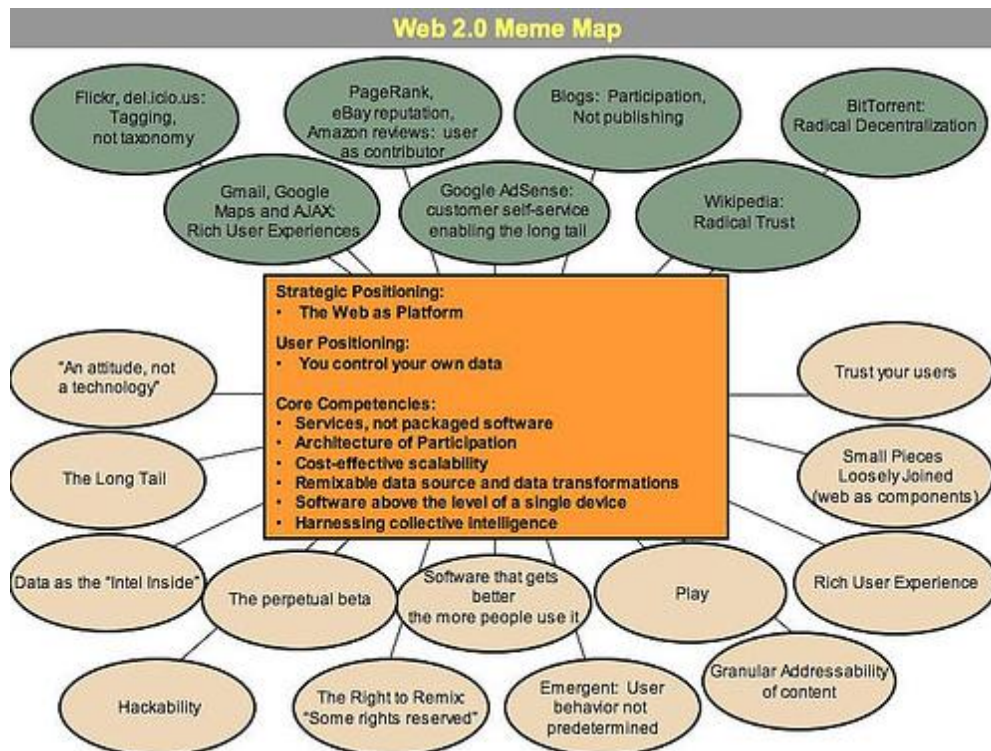 Web 2.0 Meme Map
Flickr, del.icio.us:
Tagging,
not taxonomy
PageRank,
eBay reputation,
Amazon reviews: user
as contributor
Blogs: Participation,
Not publishing
BitTorrent:
Radical Decentralization
Gmail, Google
Maps and AJAX:
Rich User Experiences
Google AdSense:
customer self-service
enabling the long tail
Wikipedia:
Radical Trust
Strategic Positioning:
• The Web as Platform
User Positioning:
• You control your own data
Core Competencies:
• Services, not packaged software
• Architecture of Participation
• Cost-effective scalability
• Remixable data source and data transformations
• Software above the level of a single device
• Harnessing collective intelligence
"An attitude, not
a technology"
Trust your users
The Long Tail
Small Pieces
Loosely Joined
(web as components)
Data as the "Intel Inside"
The perpetual beta
Software that gets
better
the more people use it
Play
Rich User Experience
Hackability
The Right to Remix:
"Some rights reserved"
Emergent: User
behavior not
predetermined
Granular Addressability
of content